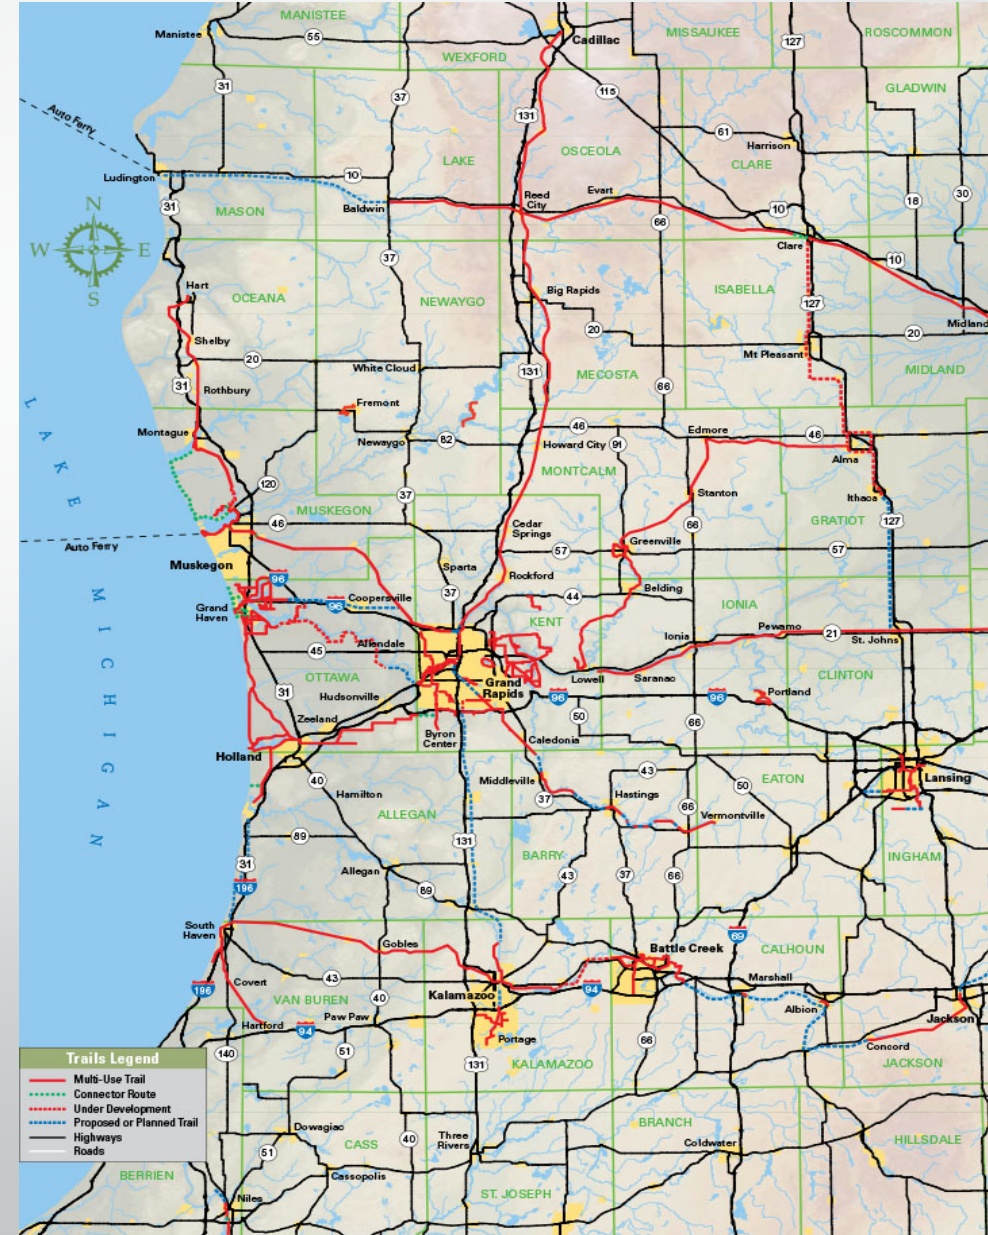 MANISTEE
Manistee
55
Cadillac
MISSAUKEE
127
ROSCOMMON
WEXFORD
31
37
115
GLADWIN
Auto Ferry
131
61
Harrison
LAKE
OSCEOLA
CLARE
Ludington
10
Reed
City
Evart
18
30
31
MASON
Baldwin
66
10
N
W E
S
37
Clare
10
Hart
OCEANA
NEWAYGO
Big Rapids
ISABELLA
127
Midland
Shelby
20
20
20
White Cloud
131
Mt Pleasant
31
Rothbury
MECOSTA
66
MIDLAND
Fremont
Montague
Newaygo
82
46
Howard City
91
Edmore
46
MONTCALM
Alma
120
37
Stanton
Ithaca
MUSKEGON
46
Cedar
Springs
66
GRATIOT
127
Auto Ferry
57
Greenville
57
Muskegon
Sparta
Rockford
96
37
44
Belding
Grand
Haven
96
Coopersville
KENT
IONIA
Pewamo
21
St. Johns
45
Allendale
Ionia
OTTAWA
Lowell
Saranac
CLINTON
31
Hudsonville
Grand
Rapids
96
96
Portland
Zeeland
50
66
Byron
Center
Caledonia
Holland
LAKE MICHIGAN
40
Middleville
43
EATON
Lansing
Hamilton
37
Hastings
66
50
Vermontville
ALLEGAN
89
131
BARRY
INGHAM
31
Allegan
43
37
66
196
89
South
Haven
69
Gobles
Battle Creek
CALHOUN
Covert
43
Marshall
196
VAN BUREN
40
Kalamazoo
94
Albion
Hartford
94
Paw Paw
Jackson
Portage
66
Concord
140
51
131
KALAMAZOO
JACKSON
Trails Legend
Multi-Use Trail
Connector Route
Under Development
Proposed or Planned Trail
Highways
Roads
Dowagiac
CASS
40
Three
Rivers
BRANCH
Coldwater
HILLSDALE
51
Cassopolis
BERRIEN
Niles
ST. JOSEPH